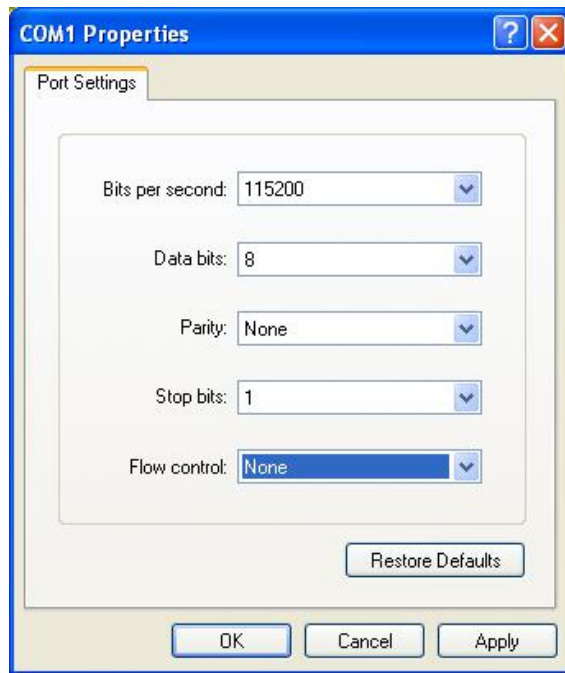 COM1 Properties
Port Settings
Bits per second: 115200
Data bits: 8
Parity: None
Stop bits: 1
Flow control: None
Restore Defaults
OK Cancel Apply